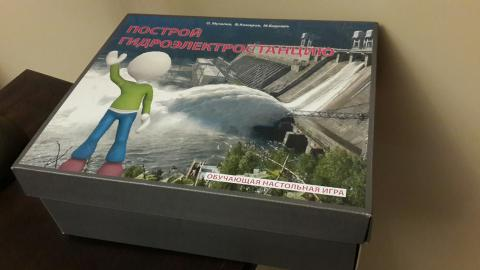 ПОСТРОЙ
ГИДРОЭЛЕКТРОСТАНЦИЮ
ОБУЧАЮЩАЯ НАСТОЛЬНАЯ ИГРА